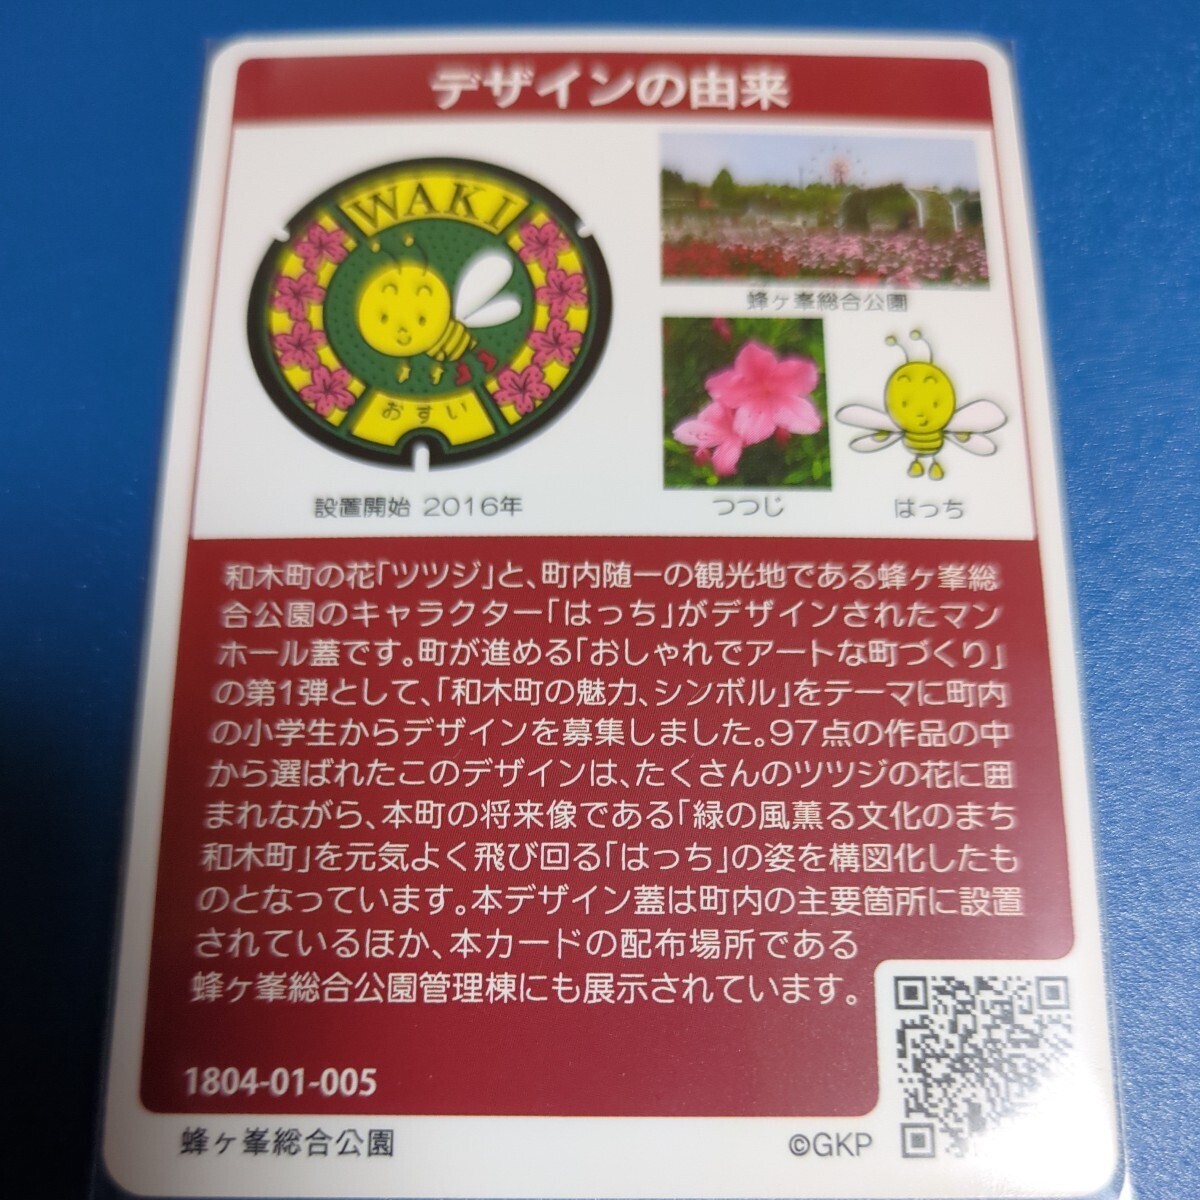 デザインの由来
WAKI
おすい
設置開始 2016年
蜂ヶ峯総合公園
つつじ
はっち
和木町の花｢ツツジ｣と､町内随一の観光地である蜂ヶ峯総
合公園のキャラクター｢はっち｣がデザインされたマン
ホール蓋です｡町が進める｢おしゃれでアートな町づくり｣
の第1弾として､｢和木町の魅力､シンボル｣をテーマに町内
の小学生からデザインを募集しました｡97点の作品の中
から選ばれたこのデザインは､たくさんのツツジの花に囲
まれながら､本町の将来像である｢緑の風薫る文化のまち
和木町｣を元気よく飛び回る｢はっち｣の姿を構図化したも
のとなっています｡本デザイン蓋は町内の主要箇所に設置
されているほか､本カードの配布場所である
蜂ヶ峯総合公園管理棟にも展示されています｡
1804-01-005
蜂ヶ峯総合公園
©GKP